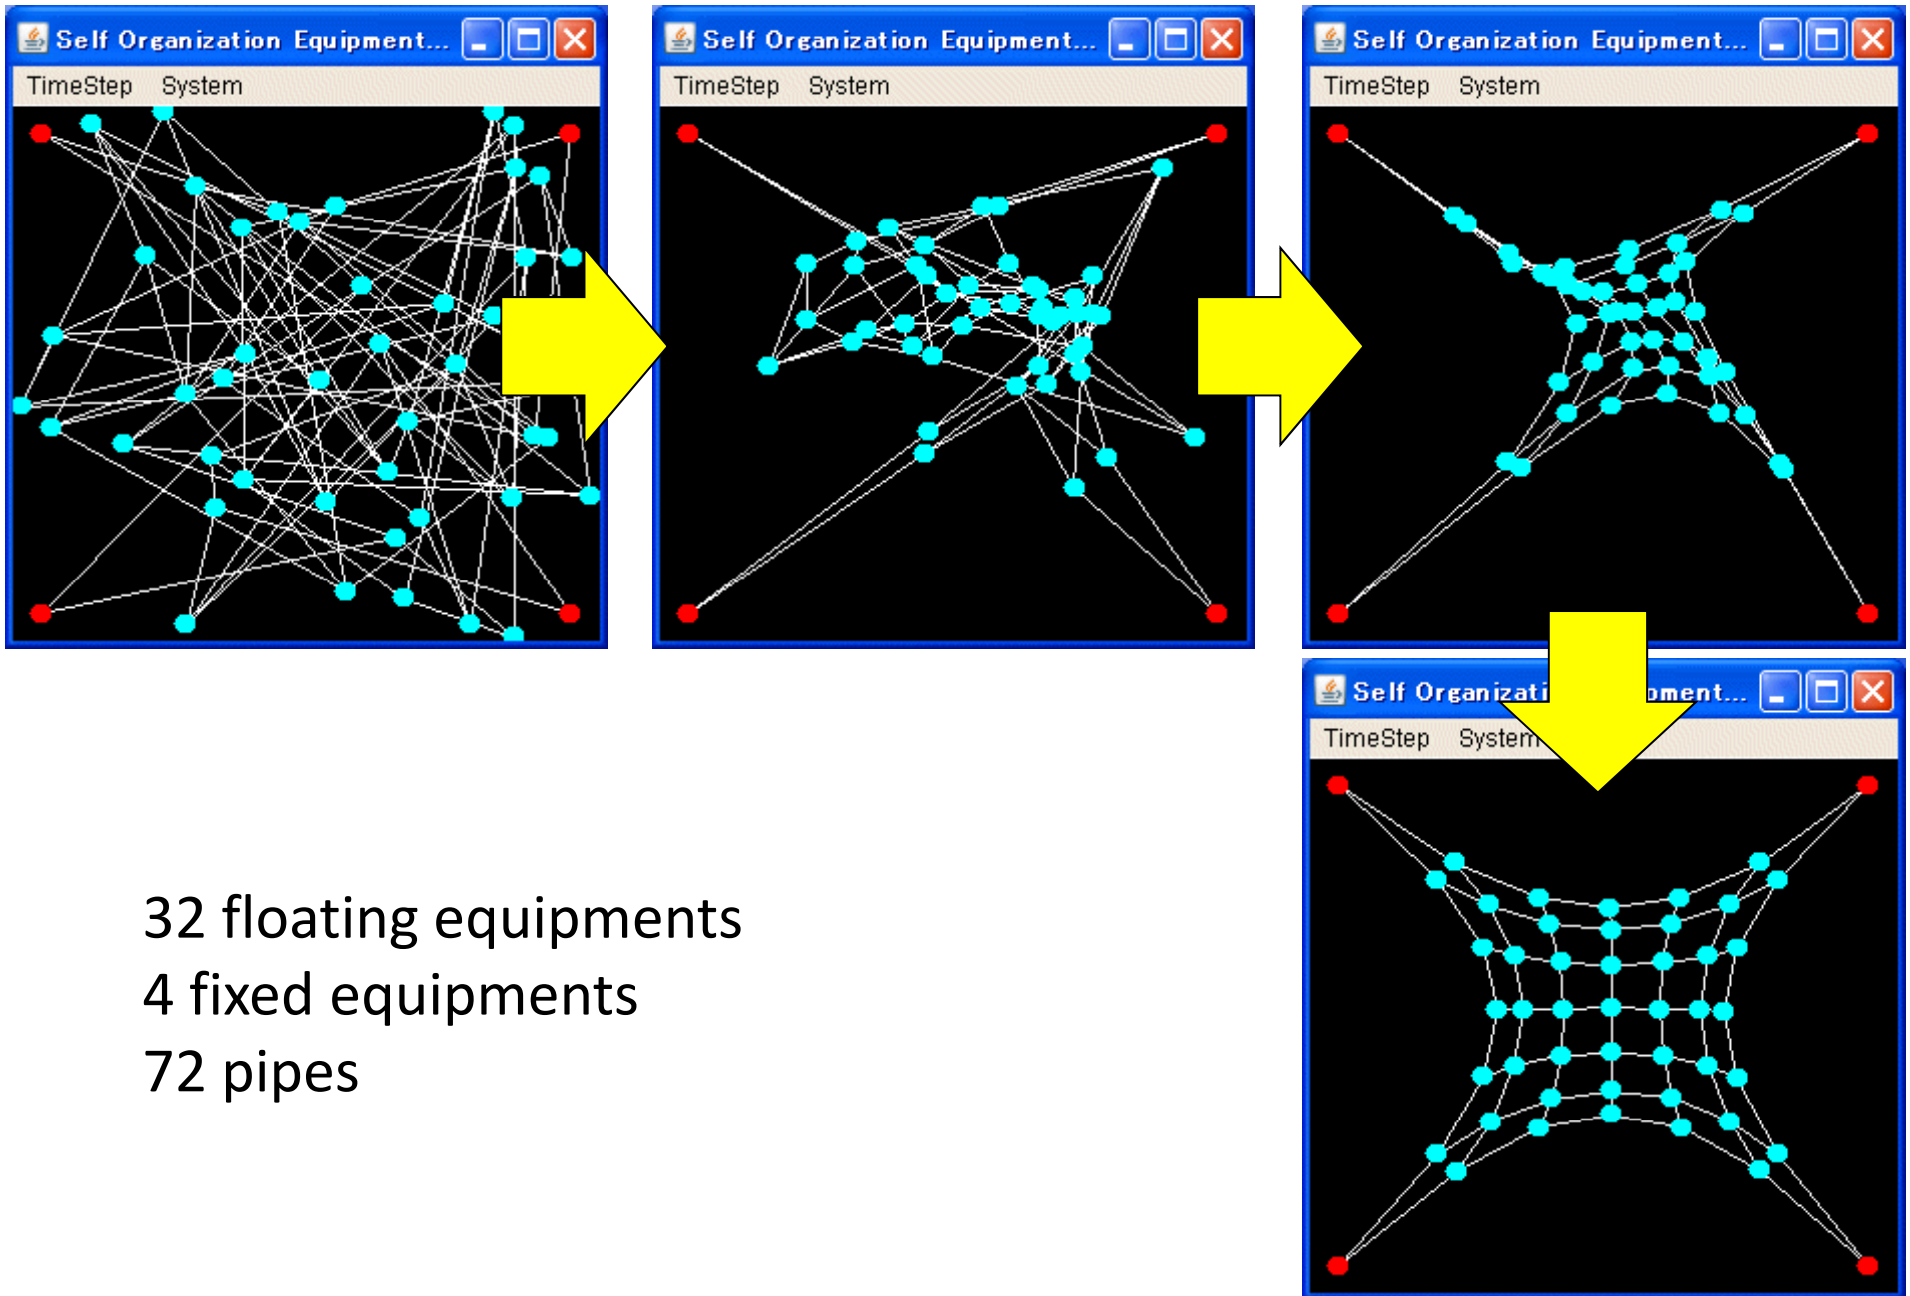 Self Organization Equipment...
TimeStep System
Self Organization Equipment...
TimeStep System
Self Organization Equipment...
TimeStep System
Self Organizati pment...
TimeStep System
32 floating equipments
4 fixed equipments
72 pipes